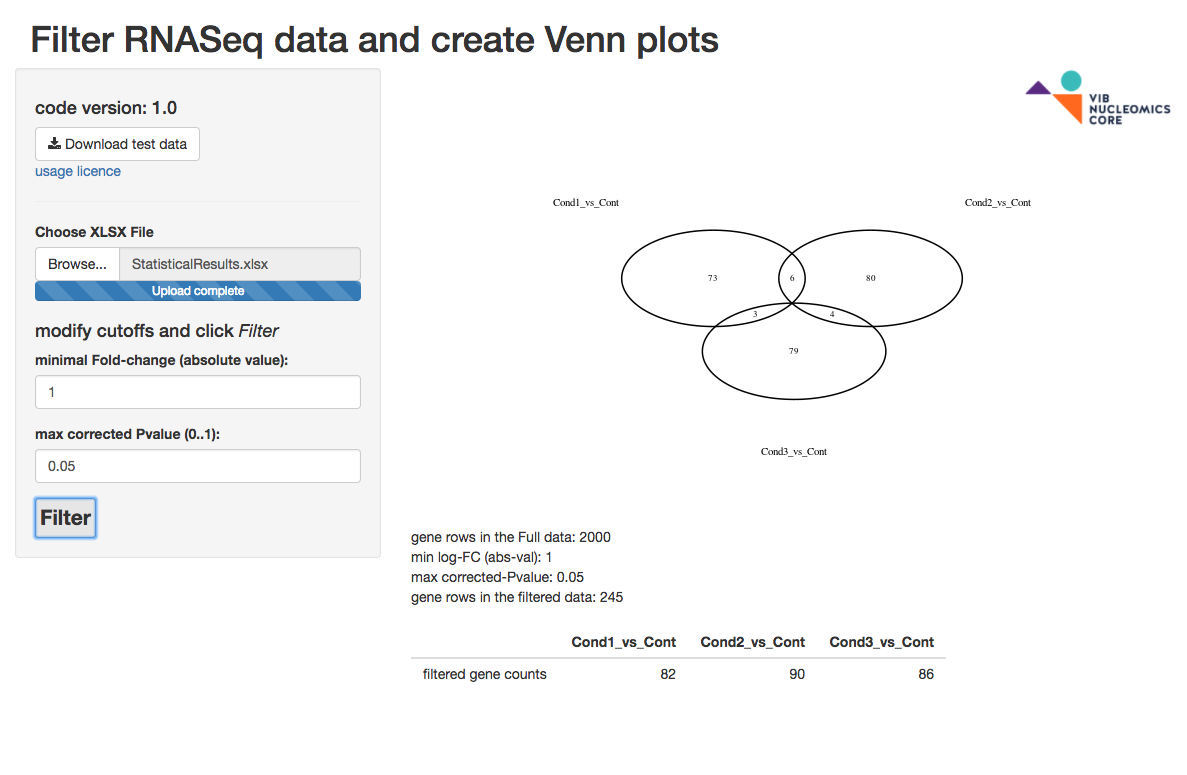 Filter RNASeq data and create Venn plots
code version: 1.0
Download test data
usage licence
Choose XLSX File
Browse... StatisticalResults.xlsx
Upload complete
modify cutoffs and click Filter
minimal Fold-change (absolute value):
1
max corrected Pvalue (0..1):
0.05
Filter
VIB
NUCLEOMICS
CORE
Cond1_vs_Cont Cond2_vs_Cont
73 6 80
3 4
79
Cond3_vs_Cont
gene rows in the Full data: 2000
min log-FC (abs-val): 1
max corrected-Pvalue: 0.05
gene rows in the filtered data: 245
Cond1_vs_Cont Cond2_vs_Cont Cond3_vs_Cont
filtered gene counts 82 90 86